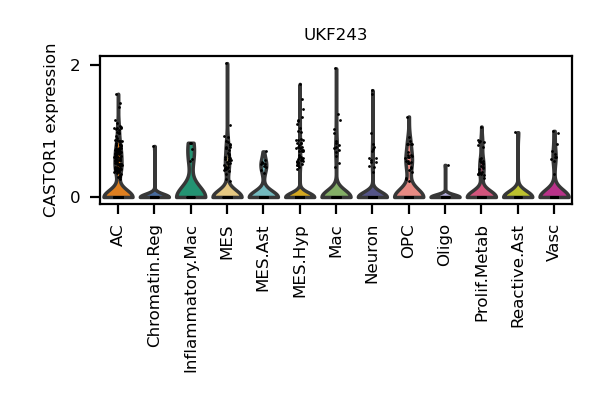 UKF243
CASTOR1 expression
2
0
AC
Chromatin.Reg
Inflammatory.Mac
MES
MES.Ast
MES.Hyp
Mac
Neuron
OPC
Oligo
Prolif.Metab
Reactive.Ast
Vasc